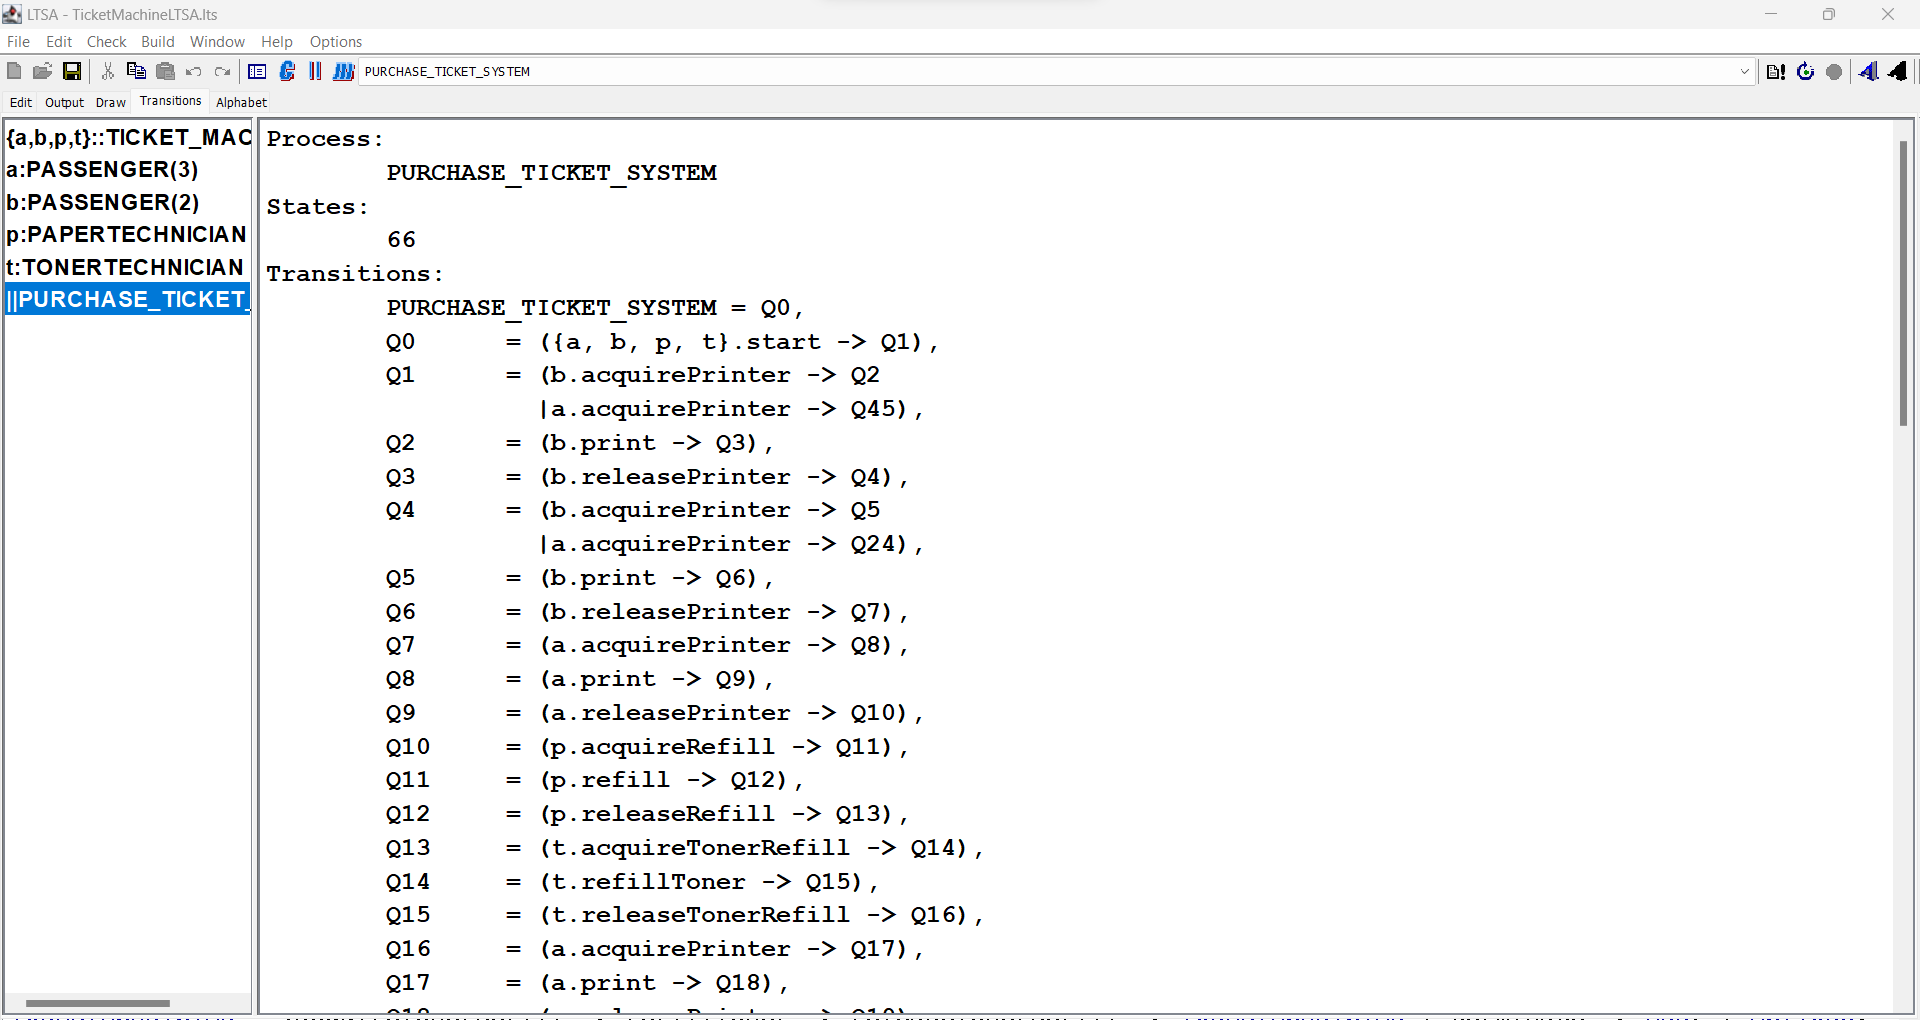 LTSA - TicketMachineLTSA.lts
File Edit Check Build Window Help Options
PURCHASE_TICKET_SYSTEM
Edit Output Draw Transitions Alphabet
{a,b,p,t}::TICKET_MAC
a:PASSENGER(3)
b:PASSENGER(2)
p:PAPERTECHNICIAN
t:TONERTECHNICIAN
||PURCHASE_TICKET_
Process:
PURCHASE_TICKET_SYSTEM
States:
66
Transitions:
PURCHASE_TICKET_SYSTEM = Q0,
Q0 = ({a, b, p, t}.start -> Q1),
Q1 = (b.acquirePrinter -> Q2
|a.acquirePrinter -> Q45),
Q2 = (b.print -> Q3),
Q3 = (b.releasePrinter -> Q4),
Q4 = (b.acquirePrinter -> Q5
|a.acquirePrinter -> Q24),
Q5 = (b.print -> Q6),
Q6 = (b.releasePrinter -> Q7),
Q7 = (a.acquirePrinter -> Q8),
Q8 = (a.print -> Q9),
Q9 = (a.releasePrinter -> Q10),
Q10 = (p.acquireRefill -> Q11),
Q11 = (p.refill -> Q12),
Q12 = (p.releaseRefill -> Q13),
Q13 = (t.acquireTonerRefill -> Q14),
Q14 = (t.refillToner -> Q15),
Q15 = (t.releaseTonerRefill -> Q16),
Q16 = (a.acquirePrinter -> Q17),
Q17 = (a.print -> Q18),